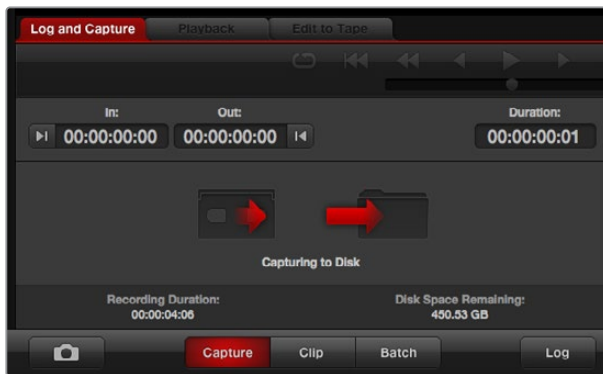 Log and Capture Playback Edit to Tape
In: Out: Duration:
00:00:00:00 00:00:00:00 00:00:00:01
Capturing to Disk
Recording Duration: Disk Space Remaining:
00:00:04:06 450.53 GB
Capture Clip Batch Log